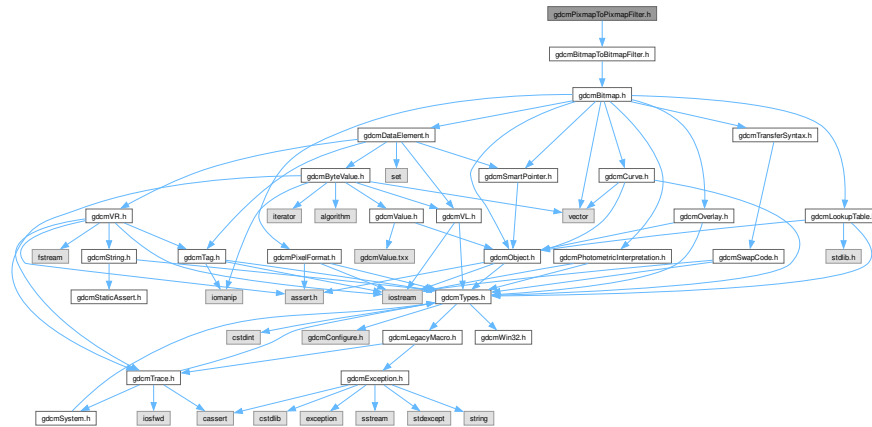 gdcmPixmapToPixmapFilter.h
gdcmBitmapToBitmapFilter.h
gdcmBitmap.h
gdcmDataElement.h
gdcmTransferSyntax.h
gdcmByteValue.h
set
gdcmSmartPointer.h
gdcmCurve.h
gdcmVR.h
iterator
algorithm
gdcmValue.h
gdcmVL.h
vector
gdcmOverlay.h
gdcmLookupTable.h
fstream
gdcmString.h
gdcmTag.h
gdcmPixelFormat.h
gdcmValue.txx
gdcmObject.h
gdcmPhotometricInterpretation.h
gdcmSwapCode.h
stdlib.h
gdcmStaticAssert.h
iomanip
assert.h
iostream
gdcmTypes.h
cstdint
gdcmConfigure.h
gdcmLegacyMacro.h
gdcmWin32.h
gdcmTrace.h
gdcmException.h
gdcmSystem.h
iosfwd
cassert
cstdlib
exception
sstream
stdexcept
string